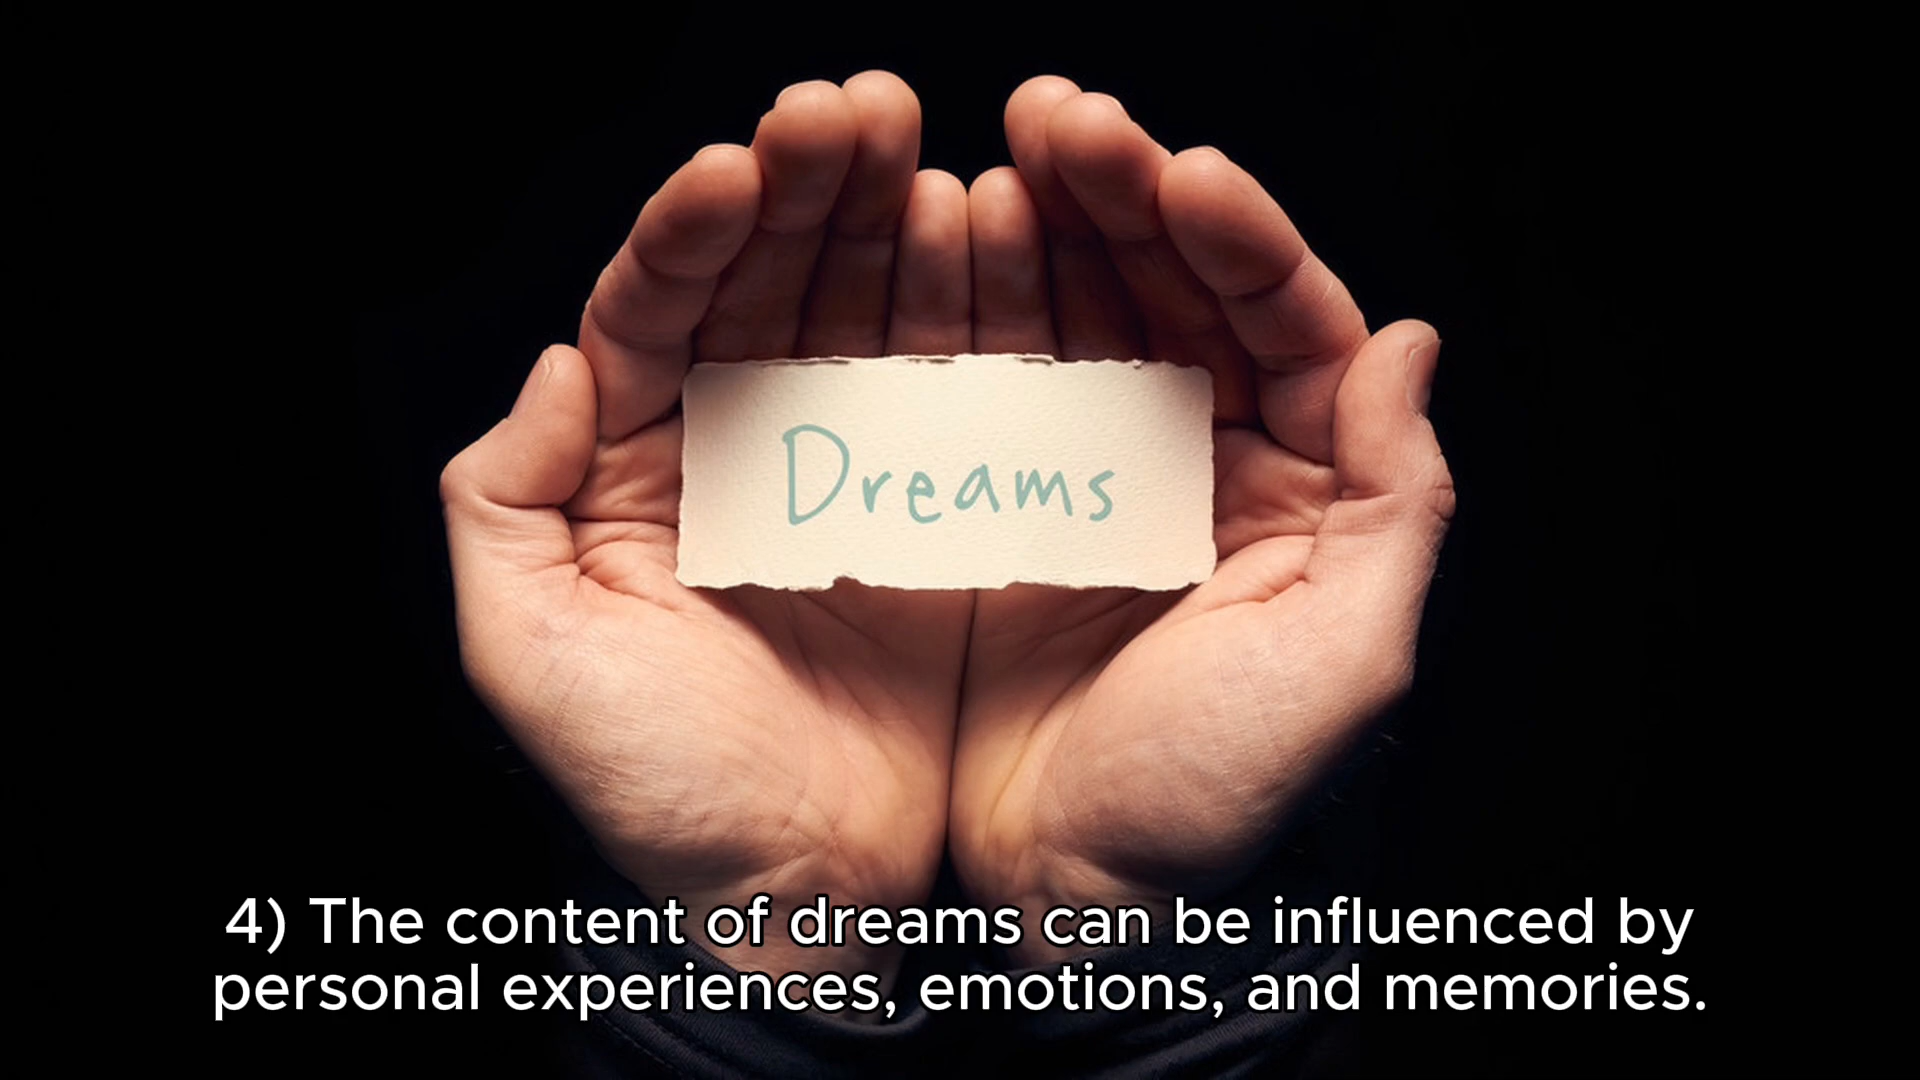 Dreams
4) The content of dreams can be influenced by
personal experiences, emotions, and memories.